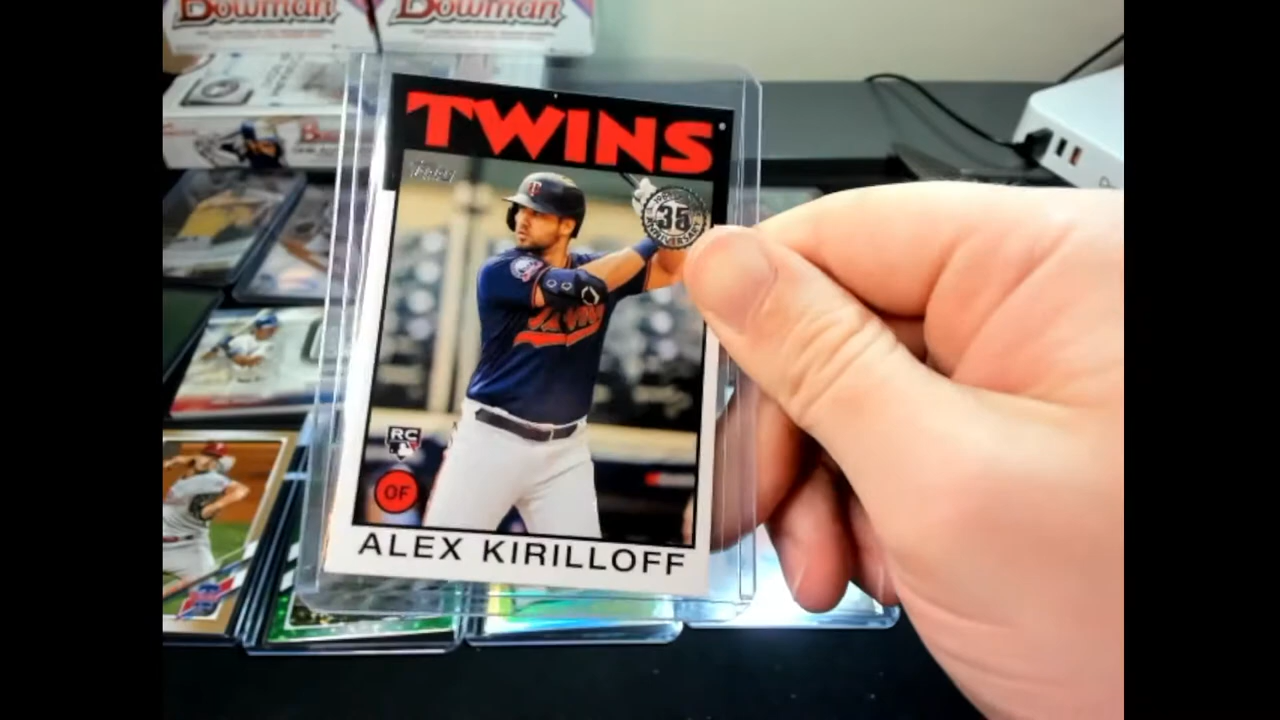 Bowman
Bowman
TWINS
Topps
35
ANNIVERSARY
RC
OF
ALEX KIRILLOFF